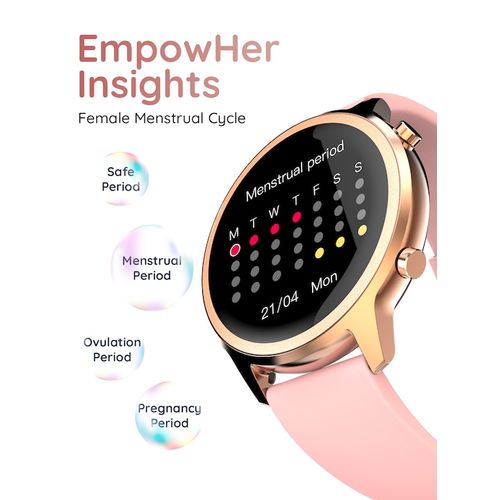 EmpowHer
Insights
Female Menstrual Cycle
Safe
Period
Menstrual
Period
Ovulation
Period
Pregnancy
Period
Menstrual period
M T W T F S S
21/04 Mon